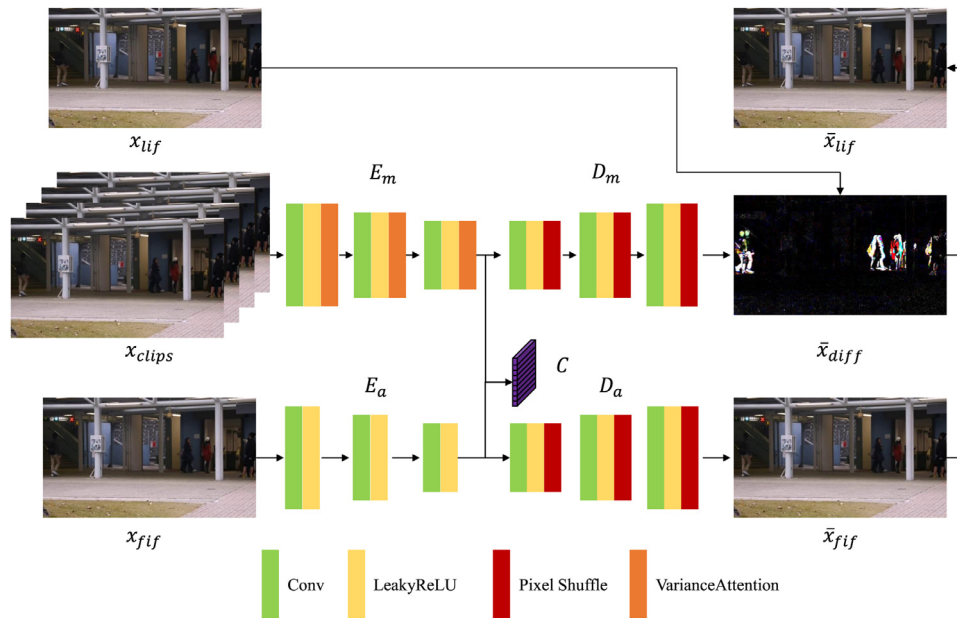 x_lif
x̄_lif
E_m
D_m
x_clips
x̄_diff
C
E_a
D_a
x_fif
x̄_fif
Conv
LeakyReLU
Pixel Shuffle
VarianceAttention